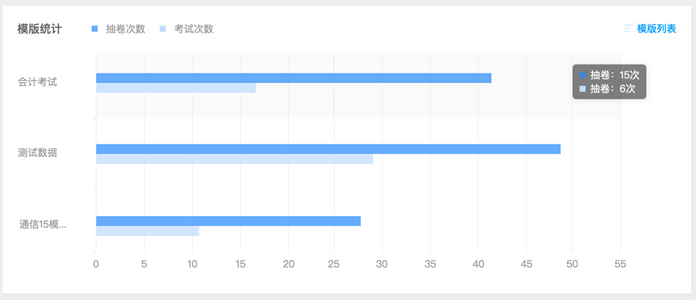 模版统计 抽卷次数 考试次数 模版列表
抽卷：15次
抽卷：6次
会计考试
测试数据
通信15模...
0 5 10 15 20 25 30 35 40 45 50 55